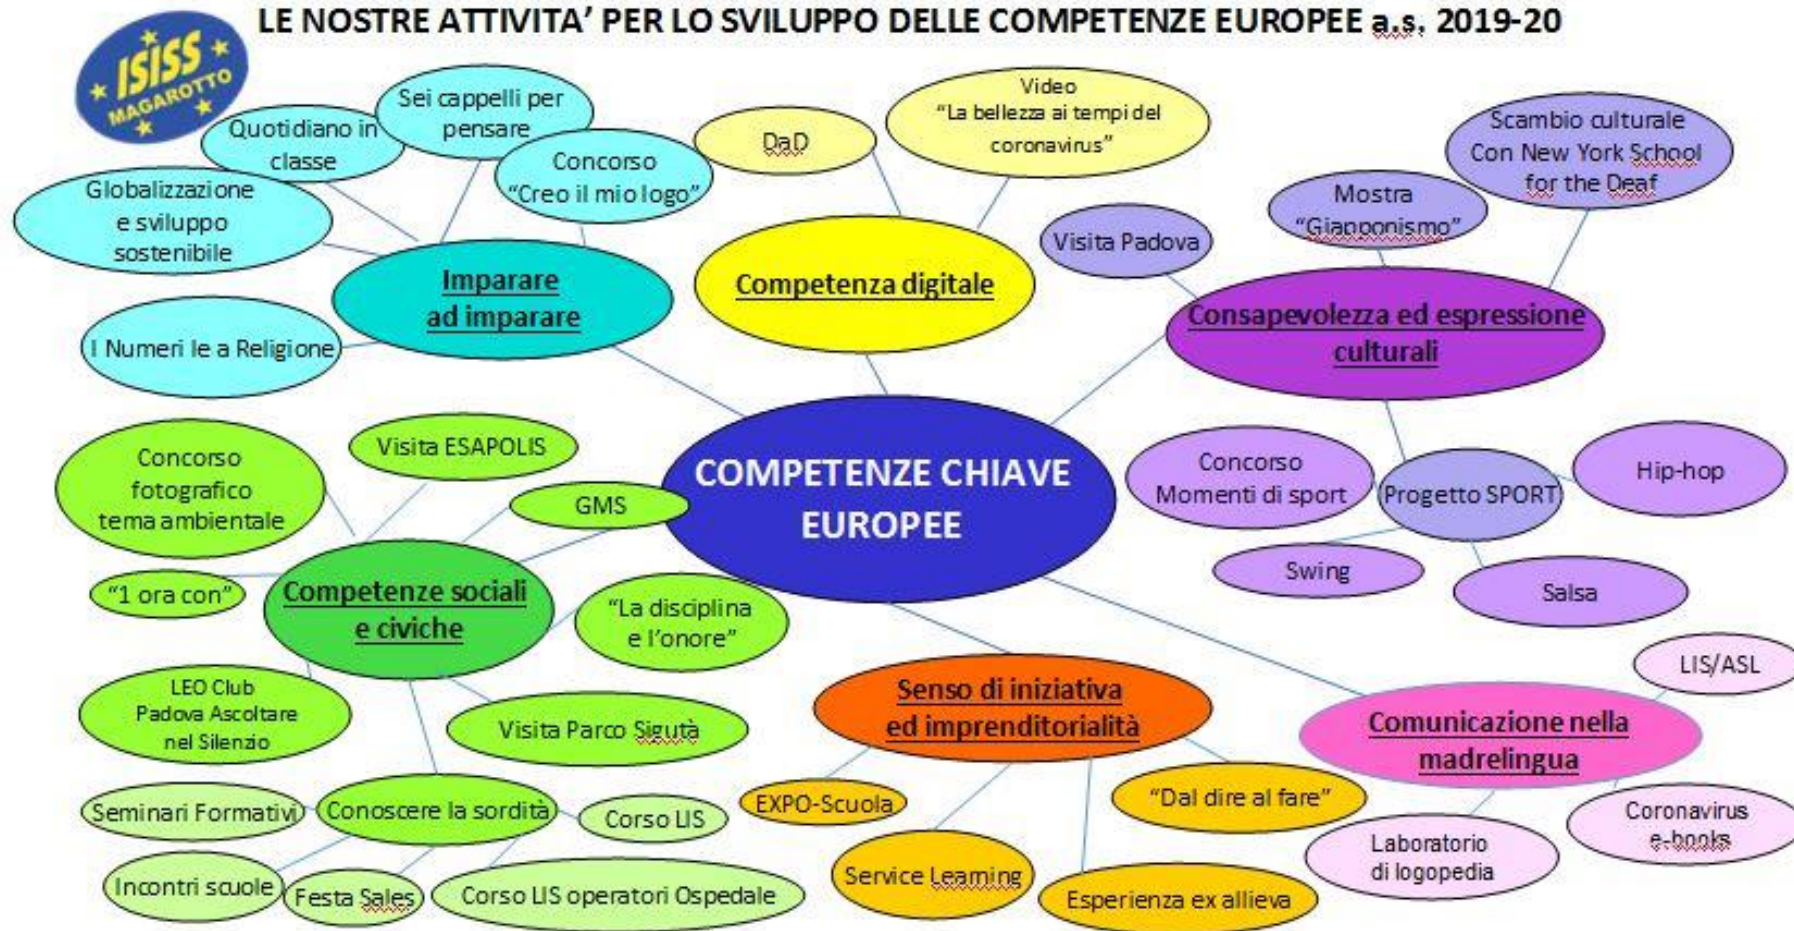 LE NOSTRE ATTIVITA’ PER LO SVILUPPO DELLE COMPETENZE EUROPEE a.s. 2019-20
ISISS
MAGAROTTO
Quotidiano in
classe
Sei cappelli per
pensare
Concorso
“Creo il mio logo”
Globalizzazione
e sviluppo
sostenibile
I Numeri le a Religione
Imparare
ad imparare
DaD
Video
“La bellezza ai tempi del
coronavirus”
Competenza digitale
Visita Padova
Mostra
“Giapponismo”
Scambio culturale
Con New York School
for the Deaf
Consapevolezza ed espressione
culturali
Concorso
Momenti di sport
Progetto SPORT
Hip-hop
Swing
Salsa
COMPETENZE CHIAVE
EUROPEE
Concorso
fotografico
tema ambientale
Visita ESAPOLIS
GMS
“1 ora con”
Competenze sociali
e civiche
“La disciplina
e l’onore”
LEO Club
Padova Ascoltare
nel Silenzio
Visita Parco Sigutà
Seminari Formativi
Conoscere la sordità
Corso LIS
Incontri scuole
Festa Sales
Corso LIS operatori Ospedale
Senso di iniziativa
ed imprenditorialità
EXPO-Scuola
“Dal dire al fare”
Service Learning
Esperienza ex allieva
LIS/ASL
Comunicazione nella
madrelingua
Laboratorio
di logopedia
Coronavirus
e-books